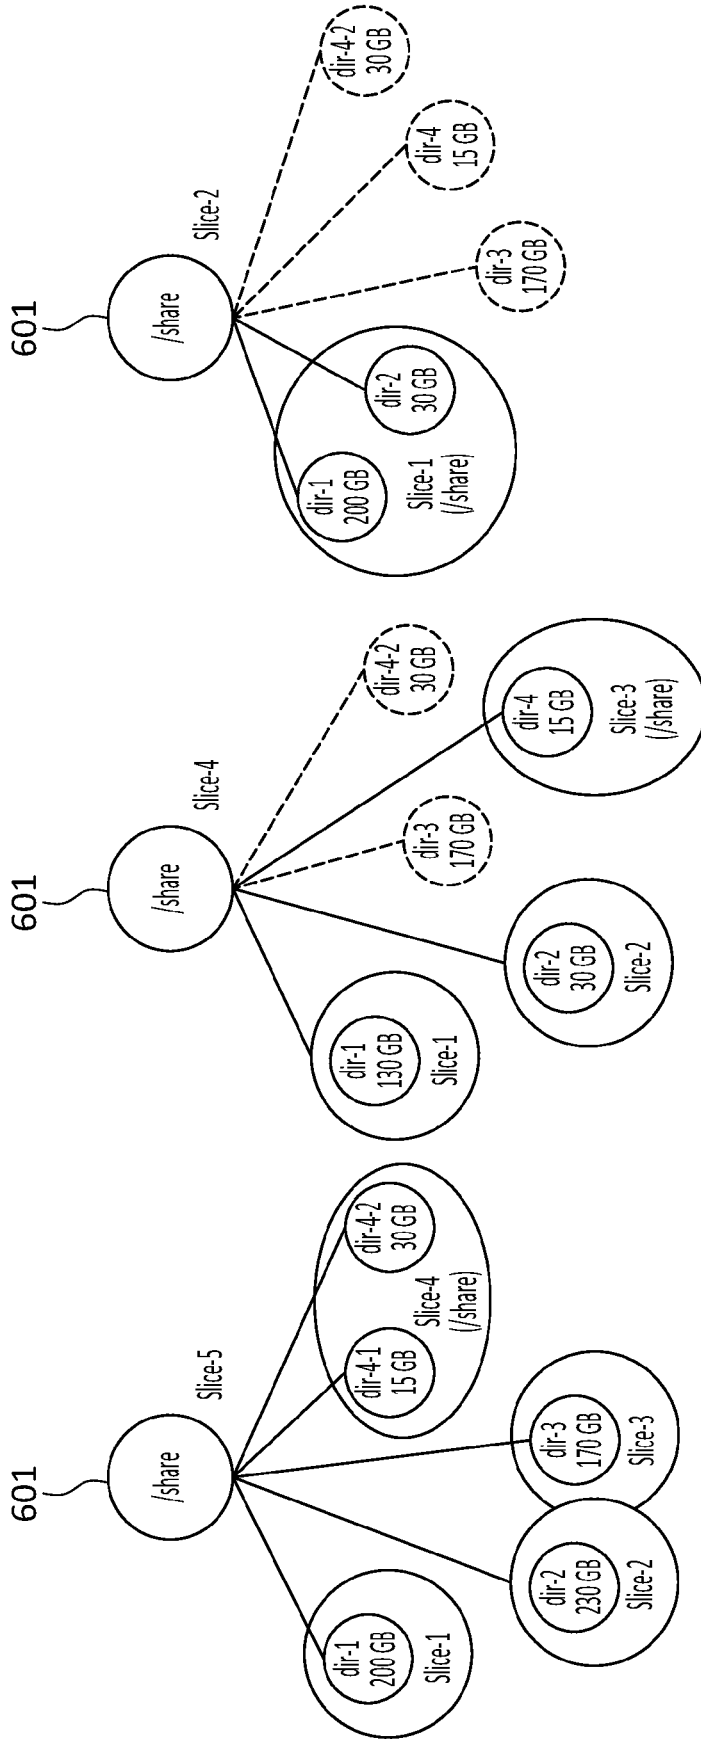 601
/share
Slice-5
dir-1
200 GB
Slice-1
dir-2
230 GB
Slice-2
dir-3
170 GB
Slice-3
dir-4-1
15 GB
dir-4-2
30 GB
Slice-4
(/share)
601
/share
Slice-4
dir-1
130 GB
Slice-1
dir-2
30 GB
Slice-2
dir-3
170 GB
dir-4
15 GB
Slice-3
(/share)
dir-4-2
30 GB
601
/share
Slice-2
dir-1
200 GB
dir-2
30 GB
Slice-1
(/share)
dir-3
170 GB
dir-4
15 GB
dir-4-2
30 GB